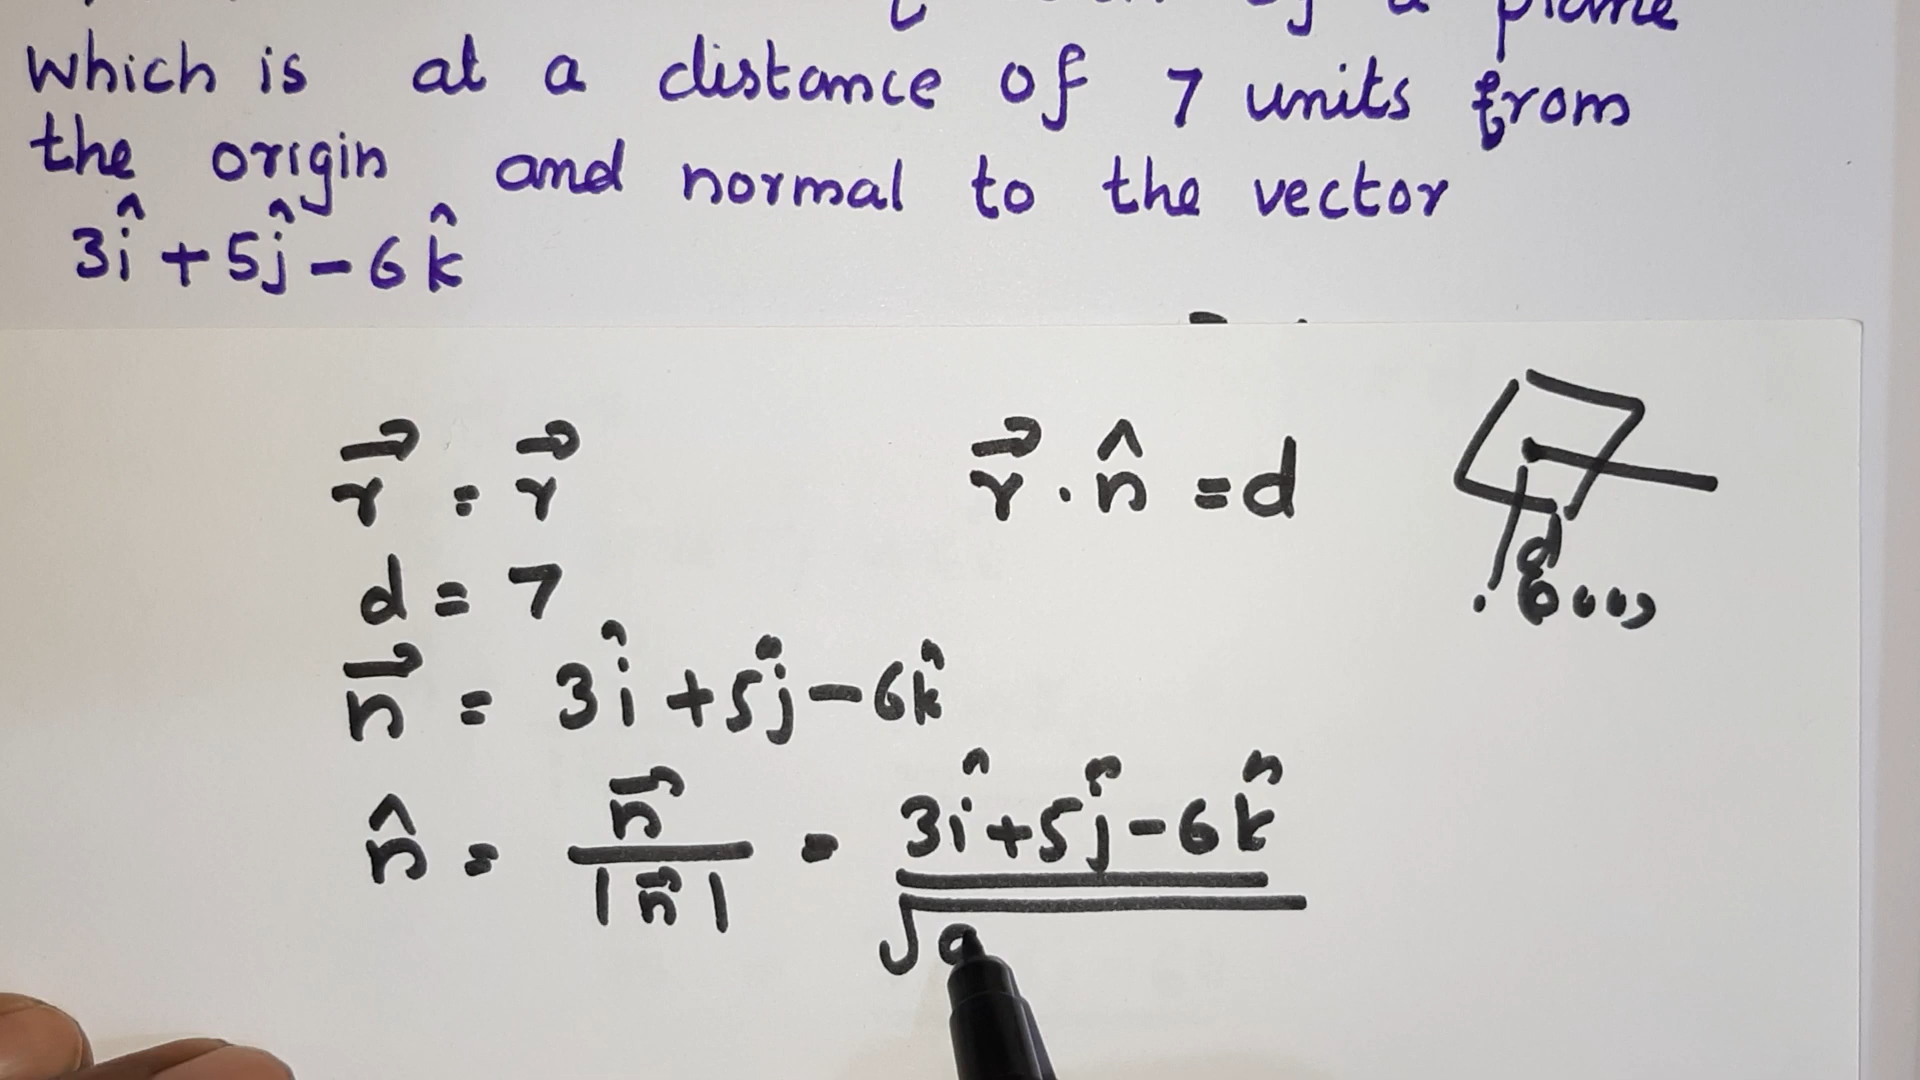 a plane
which is at a distance of 7 units from
the origin and normal to the vector
3î + 5ĵ - 6k̂
r⃗ = r⃗
r⃗ . n̂ = d
d = 7
d
n⃗ = 3î + 5ĵ - 6k̂
n̂ = n⃗ / |n⃗| = 3î + 5ĵ - 6k̂ / √